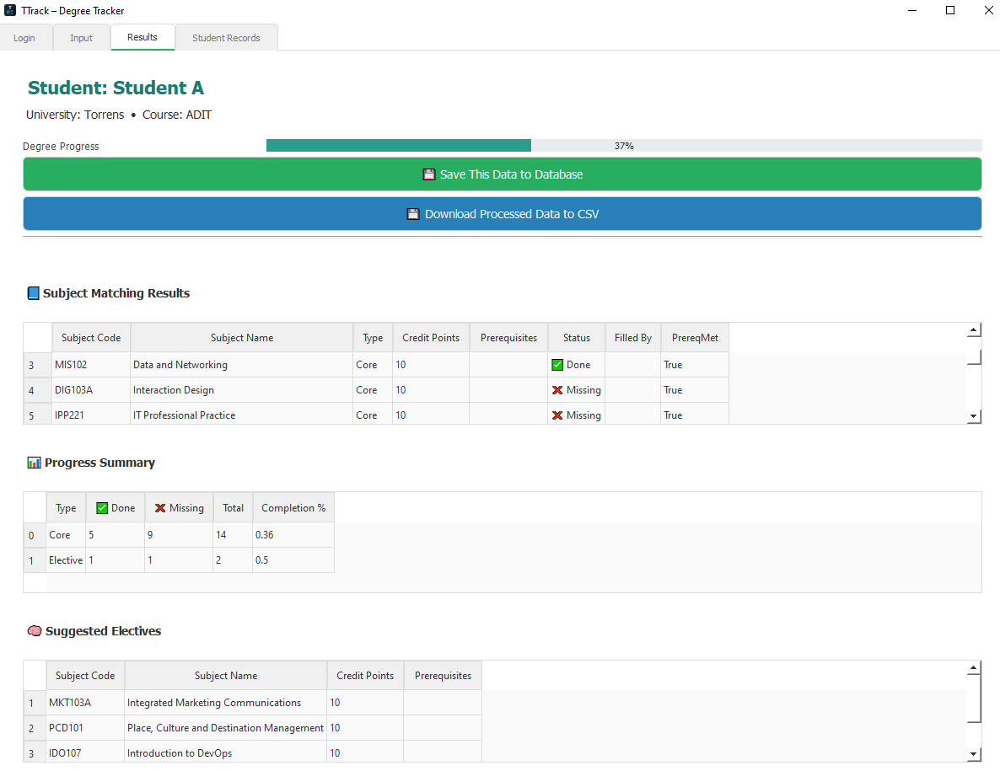 TTrack – Degree Tracker
Login Input Results Student Records
Student: Student A
University: Torrens • Course: ADIT
Degree Progress 37%
Save This Data to Database
Download Processed Data to CSV
Subject Matching Results
Subject Code Subject Name Type Credit Points Prerequisites Status Filled By PrereqMet
3 MIS102 Data and Networking Core 10 ✅ Done True
4 DIG103A Interaction Design Core 10 ❌ Missing True
5 IPP221 IT Professional Practice Core 10 ❌ Missing True
Progress Summary
Type ✅ Done ❌ Missing Total Completion %
0 Core 5 9 14 0.36
1 Elective 1 1 2 0.5
Suggested Electives
Subject Code Subject Name Credit Points Prerequisites
1 MKT103A Integrated Marketing Communications 10
2 PCD101 Place, Culture and Destination Management 10
3 IDO107 Introduction to DevOps 10